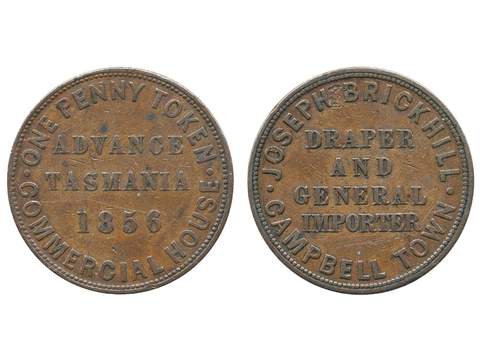 ONE PENNY TOKEN
ADVANCE
TASMANIA
1856
COMMERCIAL HOUSE
JOSEPH BRICKHILL
DRAPER
AND
GENERAL
IMPORTER
CAMPBELL TOWN